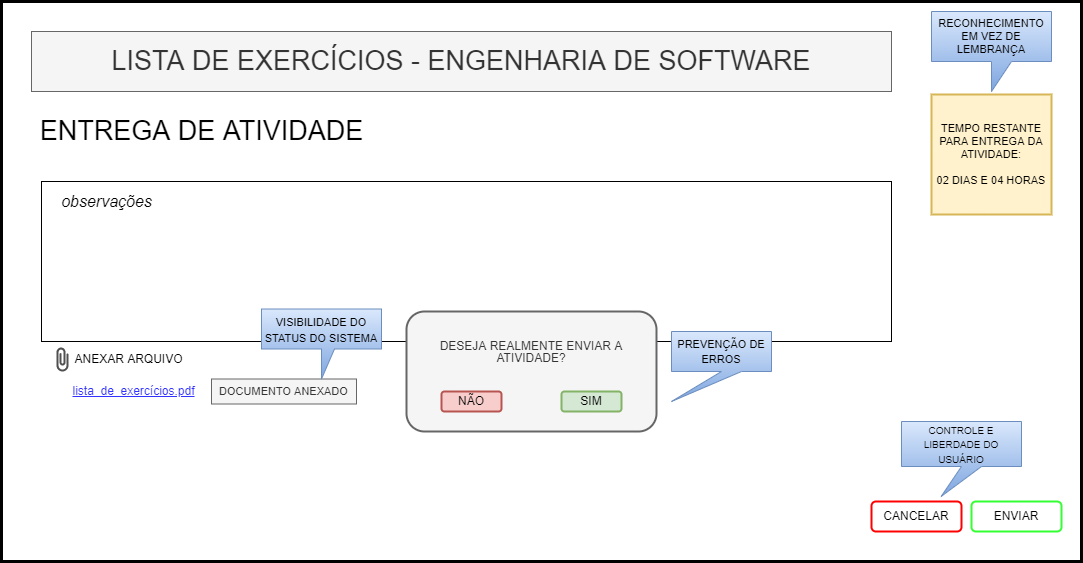 LISTA DE EXERCÍCIOS - ENGENHARIA DE SOFTWARE
RECONHECIMENTO
EM VEZ DE
LEMBRANÇA
ENTREGA DE ATIVIDADE
TEMPO RESTANTE
PARA ENTREGA DA
ATIVIDADE:
02 DIAS E 04 HORAS
observações
VISIBILIDADE DO
STATUS DO SISTEMA
ANEXAR ARQUIVO
lista_de_exercícios.pdf
DOCUMENTO ANEXADO
DESEJA REALMENTE ENVIAR A
ATIVIDADE?
NÃO
SIM
PREVENÇÃO DE
ERROS
CONTROLE E
LIBERDADE DO
USUÁRIO
CANCELAR
ENVIAR